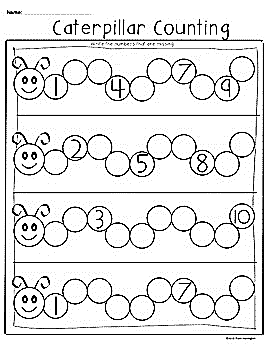 Name:
Caterpillar Counting
Write the numbers that are missing.
1 4 7 9
2 5 8
3 10
1 7